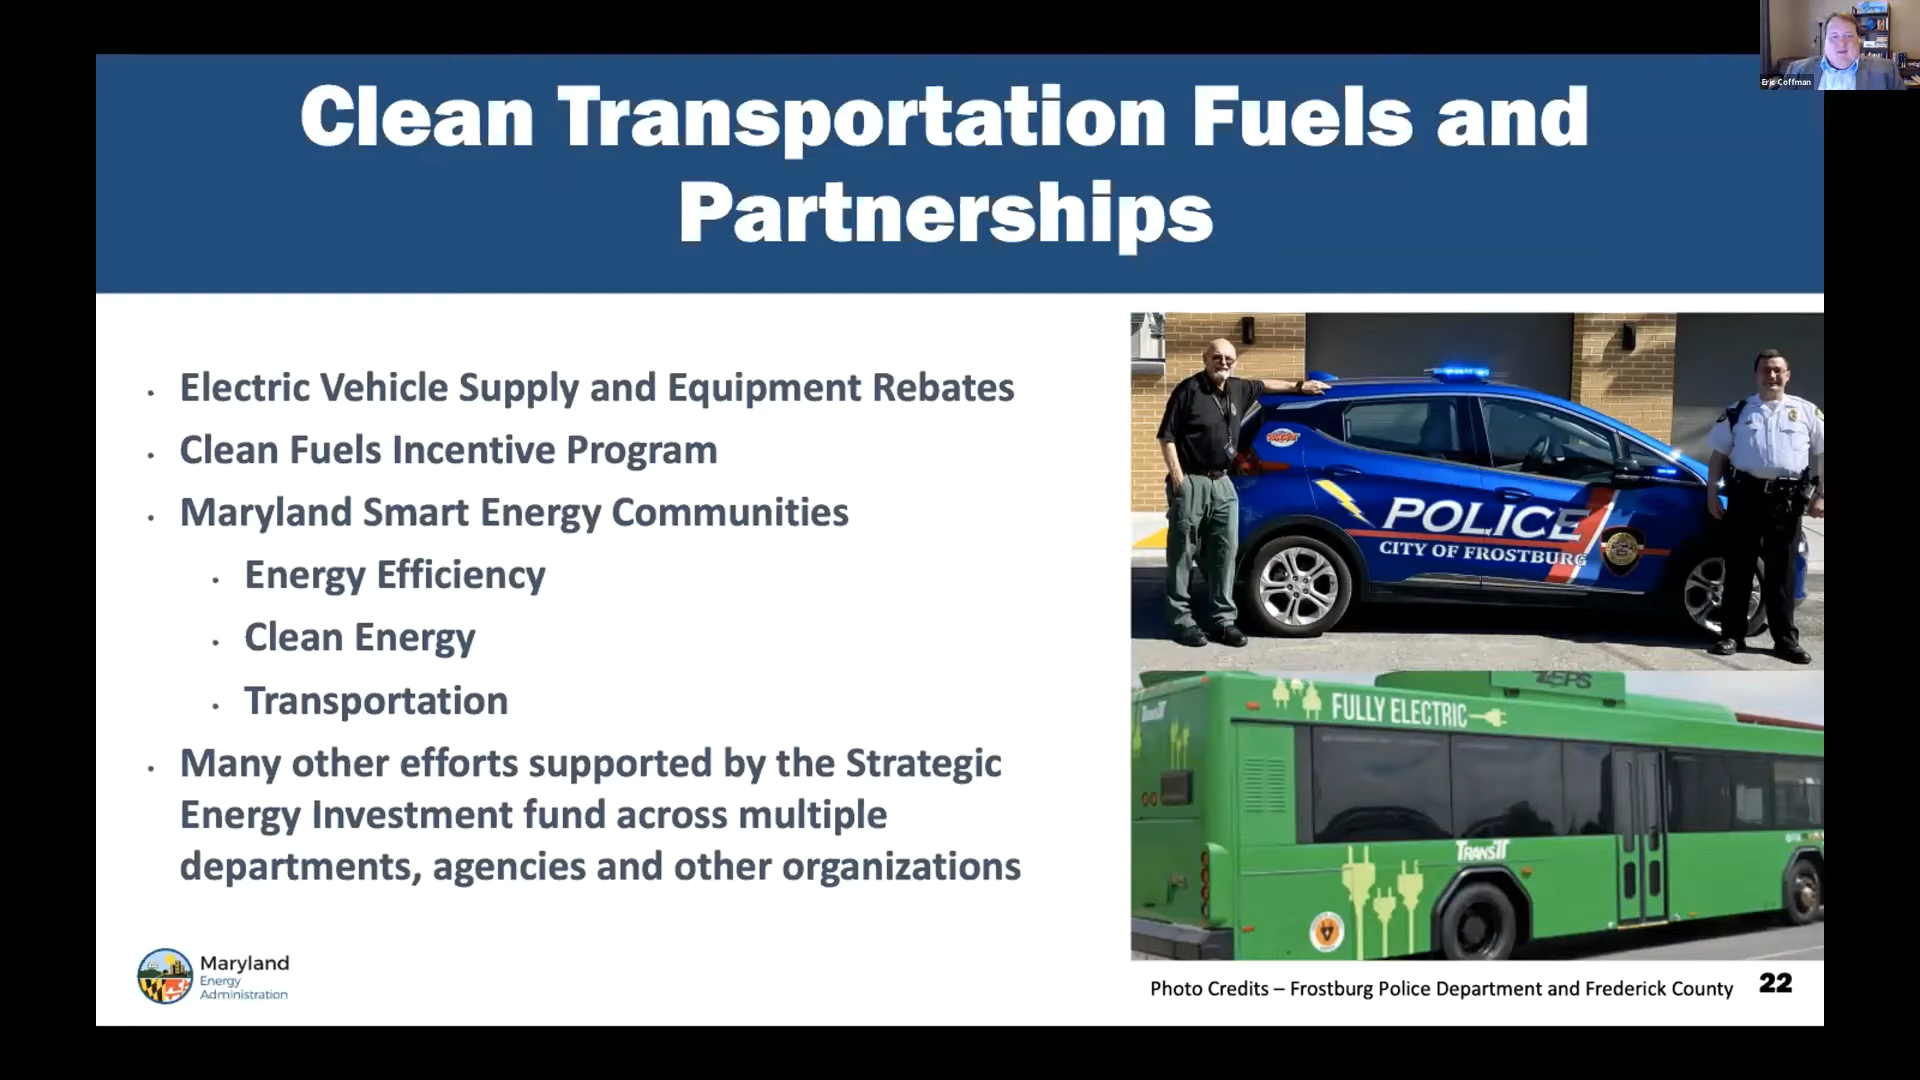 Eric Coffman
Clean Transportation Fuels and
Partnerships
• Electric Vehicle Supply and Equipment Rebates
• Clean Fuels Incentive Program
• Maryland Smart Energy Communities
• Energy Efficiency
• Clean Energy
• Transportation
• Many other efforts supported by the Strategic
Energy Investment fund across multiple
departments, agencies and other organizations
POLICE
CITY OF FROSTBURG
ZEPS
FULLY ELECTRIC
TRANSIT
Maryland
Energy
Administration
Photo Credits – Frostburg Police Department and Frederick County
22